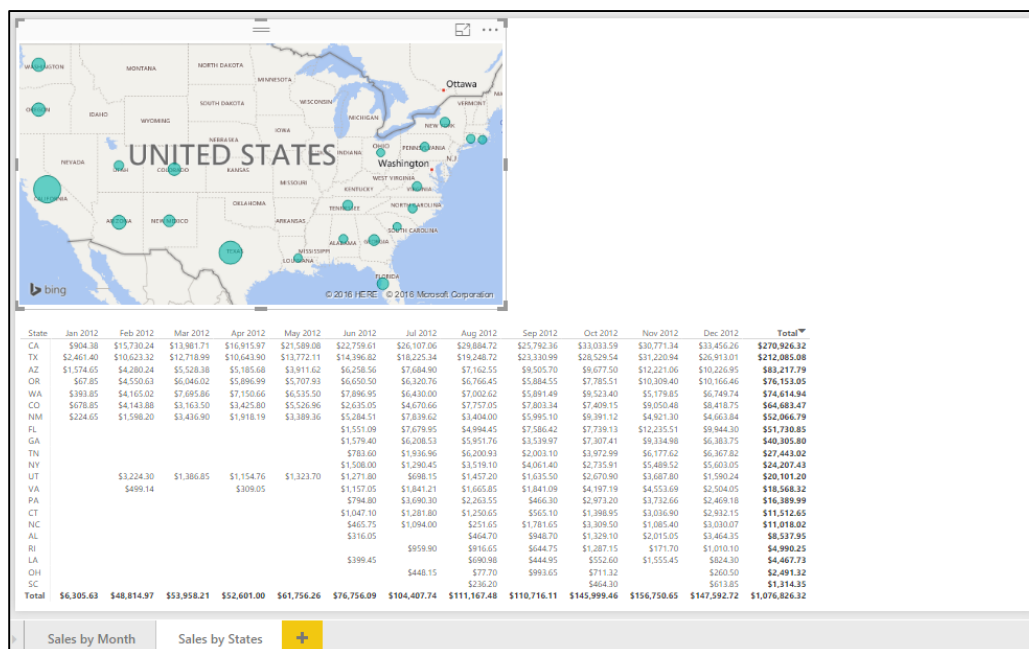 WASHINGTON
MONTANA
NORTH DAKOTA
MINNESOTA
Ottawa
OREGON
IDAHO
SOUTH DAKOTA
WISCONSIN
VERMONT
WYOMING
MICHIGAN
NEW YORK
IOWA
NEBRASKA
UNITED STATES
INDIANA
OHIO
PENNSYLVANIA
N.J.
NEVADA
UTAH
COLORADO
KANSAS
Washington
MISSOURI
WEST VIRGINIA
KENTUCKY
VIRGINIA
CALIFORNIA
OKLAHOMA
TENNESSEE
NORTH CAROLINA
ARIZONA
NEW MEXICO
ARKANSAS
SOUTH CAROLINA
ALABAMA
GEORGIA
TEXAS
MISSISSIPPI
LOUISIANA
FLORIDA
bing
© 2016 HERE © 2016 Microsoft Corporation
State Jan 2012 Feb 2012 Mar 2012 Apr 2012 May 2012 Jun 2012 Jul 2012 Aug 2012 Sep 2012 Oct 2012 Nov 2012 Dec 2012 Total
CA $904.38 $15,730.24 $13,981.71 $16,915.97 $21,589.08 $22,759.61 $26,107.06 $29,884.72 $25,792.36 $33,033.59 $30,771.34 $33,456.26 $270,926.32
TX $2,461.40 $10,623.32 $12,718.99 $10,643.90 $13,772.11 $14,396.82 $18,225.34 $19,248.72 $23,330.99 $28,529.54 $31,220.94 $26,913.01 $212,085.08
AZ $1,574.65 $4,280.24 $5,528.38 $5,185.68 $3,911.62 $6,258.56 $7,684.90 $7,162.55 $9,505.70 $9,677.50 $12,221.06 $10,226.95 $83,217.79
OR $67.85 $4,550.63 $6,046.02 $5,896.99 $5,707.93 $6,650.50 $6,320.76 $6,766.45 $5,884.55 $7,785.51 $10,309.40 $10,166.46 $76,153.05
WA $393.85 $4,165.02 $7,695.86 $7,150.66 $6,535.50 $7,896.95 $6,430.00 $7,002.62 $5,891.49 $9,523.40 $5,179.85 $6,749.74 $74,614.94
CO $678.85 $4,143.88 $3,163.50 $3,425.80 $5,526.96 $2,635.05 $4,670.66 $7,757.05 $7,803.34 $7,409.15 $9,050.48 $8,418.75 $64,683.47
NM $224.65 $1,598.20 $3,436.90 $1,918.19 $3,389.36 $5,284.51 $7,839.62 $3,404.00 $5,995.10 $9,391.12 $4,921.30 $4,663.84 $52,066.79
FL $1,551.09 $7,679.95 $4,994.45 $7,586.42 $7,739.13 $12,235.51 $9,944.30 $51,730.85
GA $1,579.40 $6,208.53 $5,951.76 $3,539.97 $7,307.41 $9,334.98 $6,383.75 $40,305.80
TN $783.60 $1,936.96 $6,200.93 $2,003.10 $3,972.99 $6,177.62 $6,367.82 $27,443.02
NY $1,508.00 $1,290.45 $3,519.10 $4,061.40 $2,735.91 $5,489.52 $5,603.05 $24,207.43
UT $3,224.30 $1,386.85 $1,154.76 $1,323.70 $1,271.80 $698.15 $1,457.20 $1,635.50 $2,670.90 $3,687.80 $1,590.24 $20,101.20
VA $499.14 $309.05 $1,157.05 $1,841.21 $1,665.85 $1,841.09 $4,197.19 $4,553.69 $2,504.05 $18,568.32
PA $794.80 $3,690.30 $2,263.55 $466.30 $2,973.20 $3,732.66 $2,469.18 $16,389.99
CT $1,047.10 $1,281.80 $1,250.65 $565.10 $1,398.95 $3,036.90 $2,932.15 $11,512.65
NC $465.75 $1,094.00 $251.65 $1,781.65 $3,309.50 $1,085.40 $3,030.07 $11,018.02
AL $316.05 $464.70 $948.70 $1,329.10 $2,015.05 $3,464.35 $8,537.95
RI $959.90 $916.65 $644.75 $1,287.15 $171.70 $1,010.10 $4,990.25
LA $399.45 $690.98 $444.95 $552.60 $1,555.45 $824.30 $4,467.73
OH $448.15 $77.70 $993.65 $711.32 $260.50 $2,491.32
SC $236.20 $464.30 $613.85 $1,314.35
Total $6,305.63 $48,814.97 $53,958.21 $52,601.00 $61,756.26 $76,756.09 $104,407.74 $111,167.48 $110,716.11 $145,999.46 $156,750.65 $147,592.72 $1,076,826.32
Sales by Month
Sales by States